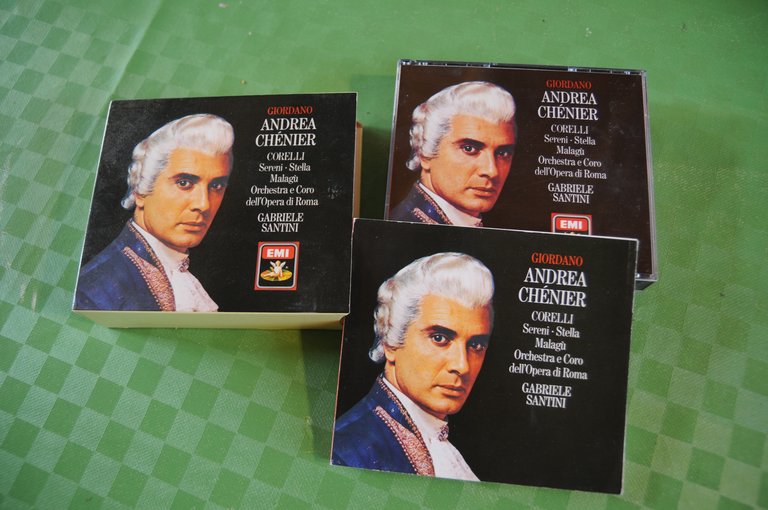 GIORDANO
ANDREA
CHÉNIER
CORELLI
Sereni · Stella
Malagù
Orchestra e Coro
dell'Opera di Roma
GABRIELE
SANTINI
EMI
GIORDANO
ANDREA
CHÉNIER
CORELLI
Sereni · Stella
Malagù
Orchestra e Coro
dell'Opera di Roma
GABRIELE
SANTINI
EMI
GIORDANO
ANDREA
CHÉNIER
CORELLI
Sereni · Stella
Malagù
Orchestra e Coro
dell'Opera di Roma
GABRIELE
SANTINI